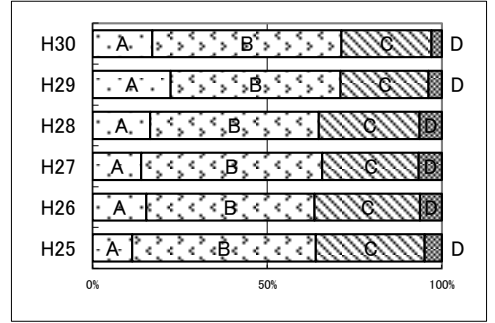 H30 A B C D
H29 A B C D
H28 A B C D
H27 A B C D
H26 A B C D
H25 A B C D
0% 50% 100%